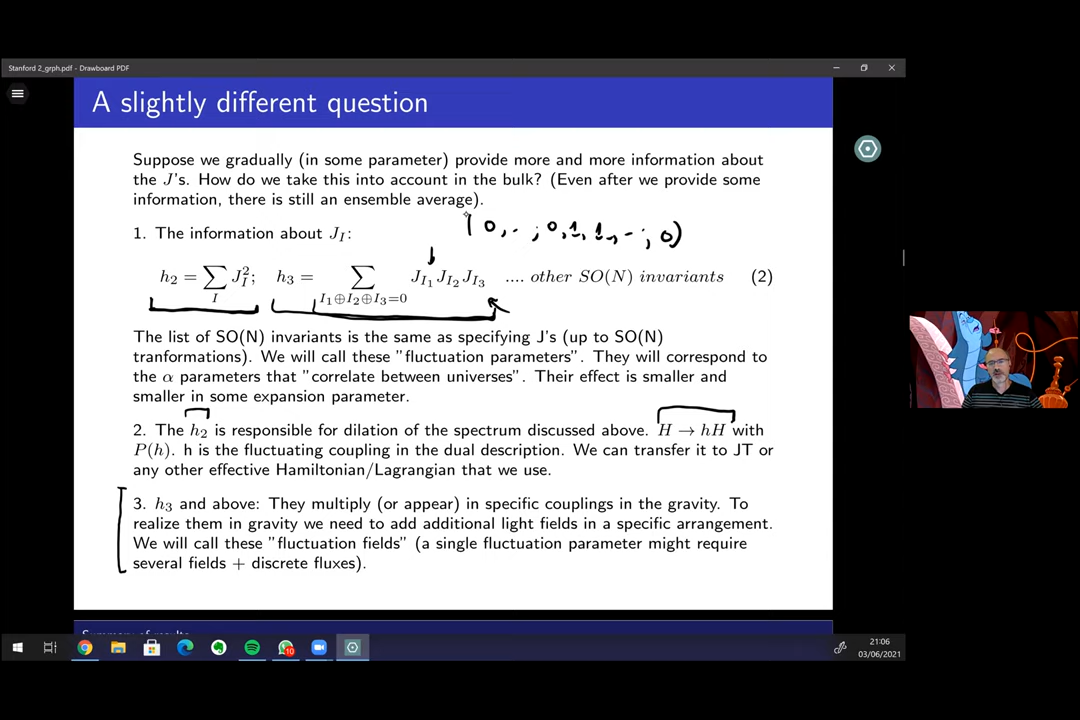 Stanford 2_grph.pdf - Drawboard PDF
A slightly different question
Suppose we gradually (in some parameter) provide more and more information about
the J's. How do we take this into account in the bulk? (Even after we provide some
information, there is still an ensemble average).
( 0, .. , 0, 1, 1, - , 0)
1. The information about J_I:
h_2 = ∑_I J_I^2; h_3 = ∑_{I_1⊕I_2⊕I_3=0} J_{I_1} J_{I_2} J_{I_3} .... other SO(N) invariants (2)
The list of SO(N) invariants is the same as specifying J's (up to SO(N)
tranformations). We will call these "fluctuation parameters". They will correspond to
the α parameters that "correlate between universes". Their effect is smaller and
smaller in some expansion parameter.
2. The h_2 is responsible for dilation of the spectrum discussed above. H → hH with
P(h). h is the fluctuating coupling in the dual description. We can transfer it to JT or
any other effective Hamiltonian/Lagrangian that we use.
3. h_3 and above: They multiply (or appear) in specific couplings in the gravity. To
realize them in gravity we need to add additional light fields in a specific arrangement.
We will call these "fluctuation fields" (a single fluctuation parameter might require
several fields + discrete fluxes).
Summary of results
10
21:06
03/06/2021